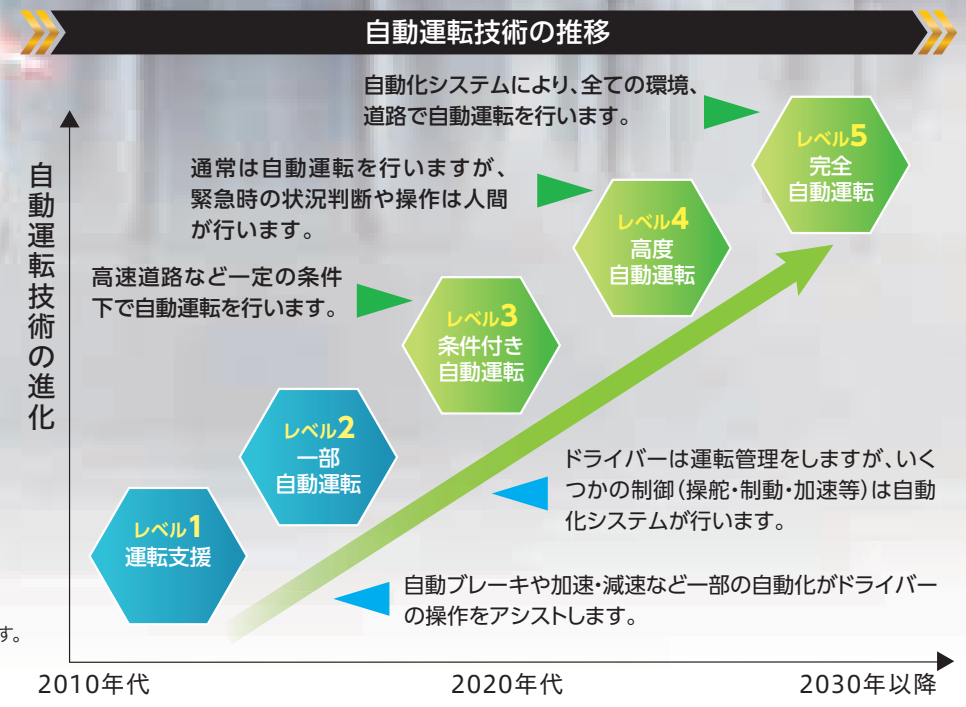 自動運転技術の推移
自動化システムにより、全ての環境、
道路で自動運転を行います。
レベル5
完全
自動運転
通常は自動運転を行いますが、
緊急時の状況判断や操作は人間
が行います。
レベル4
高度
自動運転
高速道路など一定の条件
下で自動運転を行います。
レベル3
条件付き
自動運転
自動運転技術の進化
レベル2
一部
自動運転
ドライバーは運転管理をしますが、いく
つかの制御(操舵・制動・加速等)は自動
化システムが行います。
レベル1
運転支援
自動ブレーキや加速・減速など一部の自動化がドライバー
の操作をアシストします。
す。
2010年代
2020年代
2030年以降